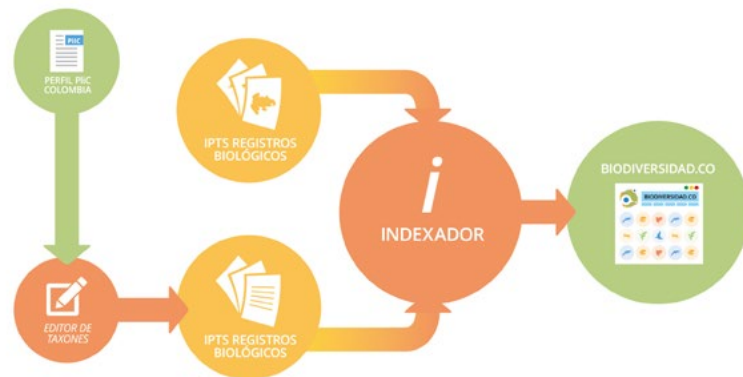 PIIC
PERFIL PIIC
COLOMBIA
IPTS REGISTROS
BIOLÓGICOS
i
INDEXADOR
BIODIVERSIDAD.CO
BIODIVERSIDAD.CO
EDITOR DE
TAXONES
IPTS REGISTROS
BIOLÓGICOS